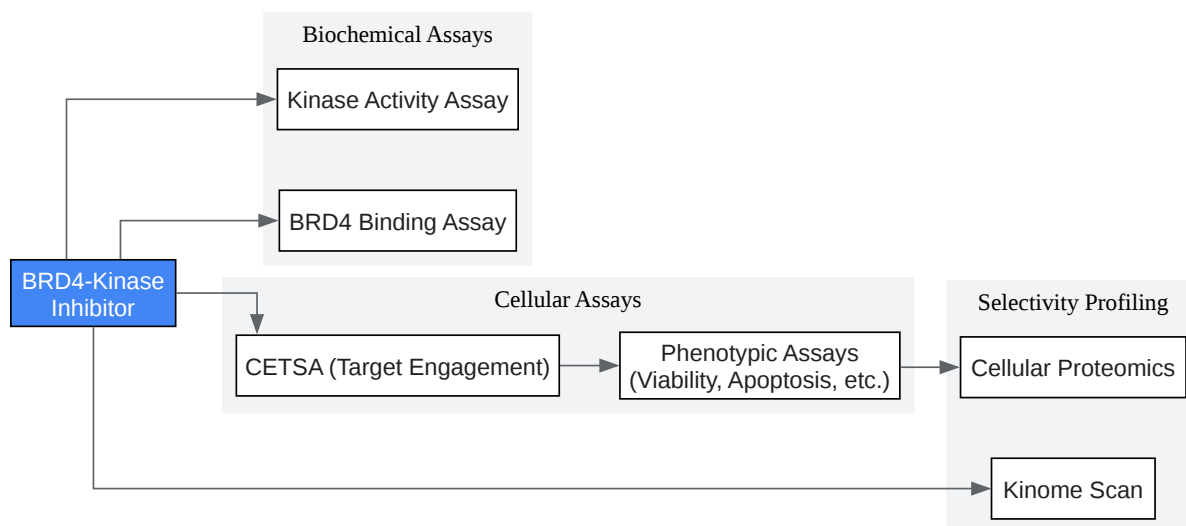 Biochemical Assays
Kinase Activity Assay
BRD4 Binding Assay
BRD4-Kinase
Inhibitor
Cellular Assays
CETSA (Target Engagement)
Phenotypic Assays
(Viability, Apoptosis, etc.)
Selectivity Profiling
Cellular Proteomics
Kinome Scan